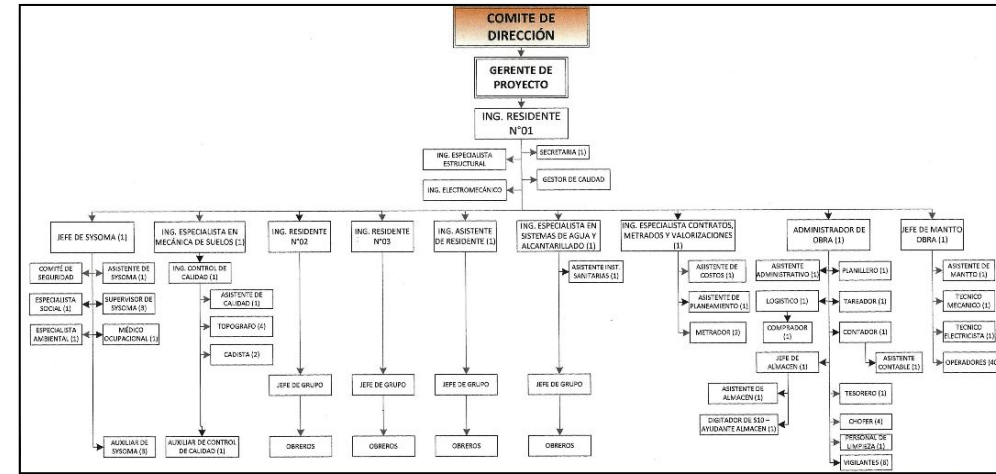 COMITE DE
DIRECCIÓN
GERENTE DE
PROYECTO
ING. RESIDENTE
N°01
ING. ESPECIALISTA
ESTRUCTURAL
SECRETARIA (1)
ING. ELECTROMECÁNICO
GESTOR DE CALIDAD
JEFE DE SYSOMA (1)
ING. ESPECIALISTA EN
MECÁNICA DE SUELOS (1)
ING. RESIDENTE
N°02
ING. RESIDENTE
N°03
ING. ASISTENTE
DE RESIDENTE (1)
ING. ESPECIALISTA EN
SISTEMAS DE AGUA Y
ALCANTARILLADO (1)
ING. ESPECIALISTA CONTRATOS,
METRADOS Y VALORIZACIONES
(1)
ADMINISTRADOR DE
OBRA (1)
JEFE DE MANTTO
OBRA (1)
COMITÉ DE
SEGURIDAD
ASISTENTE DE
SYSOMA (1)
ESPECIALISTA
SOCIAL (1)
SUPERVISOR DE
SYSOMA (3)
ESPECIALISTA
AMBIENTAL (1)
MÉDICO
OCUPACIONAL (1)
AUXILIAR DE
SYSOMA (3)
ING. CONTROL DE
CALIDAD (1)
ASISTENTE DE
CALIDAD (1)
TOPOGRAFO (4)
CADISTA (2)
AUXILIAR DE CONTROL
DE CALIDAD (1)
JEFE DE GRUPO
OBREROS
JEFE DE GRUPO
OBREROS
JEFE DE GRUPO
OBREROS
ASISTENTE INST.
SANITARIAS (1)
JEFE DE GRUPO
OBREROS
ASISTENTE DE
COSTOS (1)
ASISTENTE DE
PLANEAMIENTO (1)
METRADOR (2)
ASISTENTE
ADMINISTRATIVO (1)
PLANILLERO (1)
LOGISTICO (1)
TAREADOR (1)
COMPRADOR
(1)
CONTADOR (1)
JEFE DE
ALMACEN (1)
ASISTENTE
CONTABLE (1)
ASISTENTE DE
ALMACÉN (1)
TESORERO (1)
DIGITADOR DE S10 –
AYUDANTE ALMACEN
(1)
CHOFER (4)
PERSONAL DE
LIMPIEZA (1)
VIGILANTES (6)
ASISTENTE DE
MANTTO (1)
TECNICO
MECANICO (1)
TECNICO
ELECTRICISTA (1)
OPERADORES (40